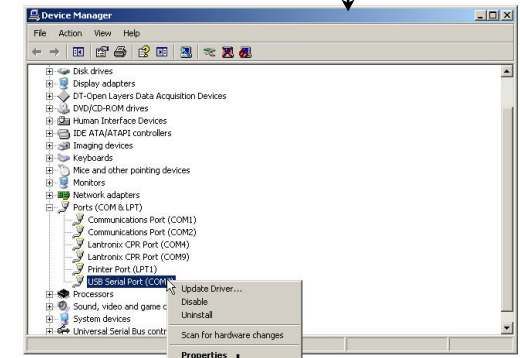 Device Manager
File Action View Help
Disk drives
Display adapters
DT-Open Layers Data Acquisition Devices
DVD/CD-ROM drives
Human Interface Devices
IDE ATA/ATAPI controllers
Imaging devices
Keyboards
Mice and other pointing devices
Monitors
Network adapters
Ports (COM & LPT)
Communications Port (COM1)
Communications Port (COM2)
Lantronix CPR Port (COM4)
Lantronix CPR Port (COM9)
Printer Port (LPT1)
USB Serial Port (COM
Processors
Sound, video and game c
System devices
Universal Serial Bus contr
Update Driver...
Disable
Uninstall
Scan for hardware changes
Properties